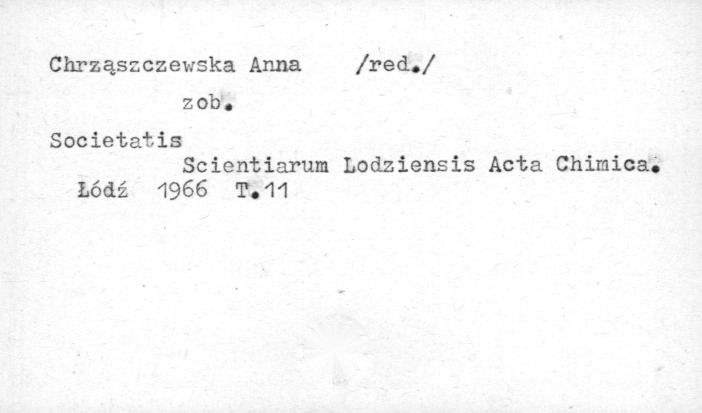 Chrząszczewska Anna /red./
zob.
Societatis
Scientiarum Lodziensis Acta Chimica.
Łódź 1966 T.11